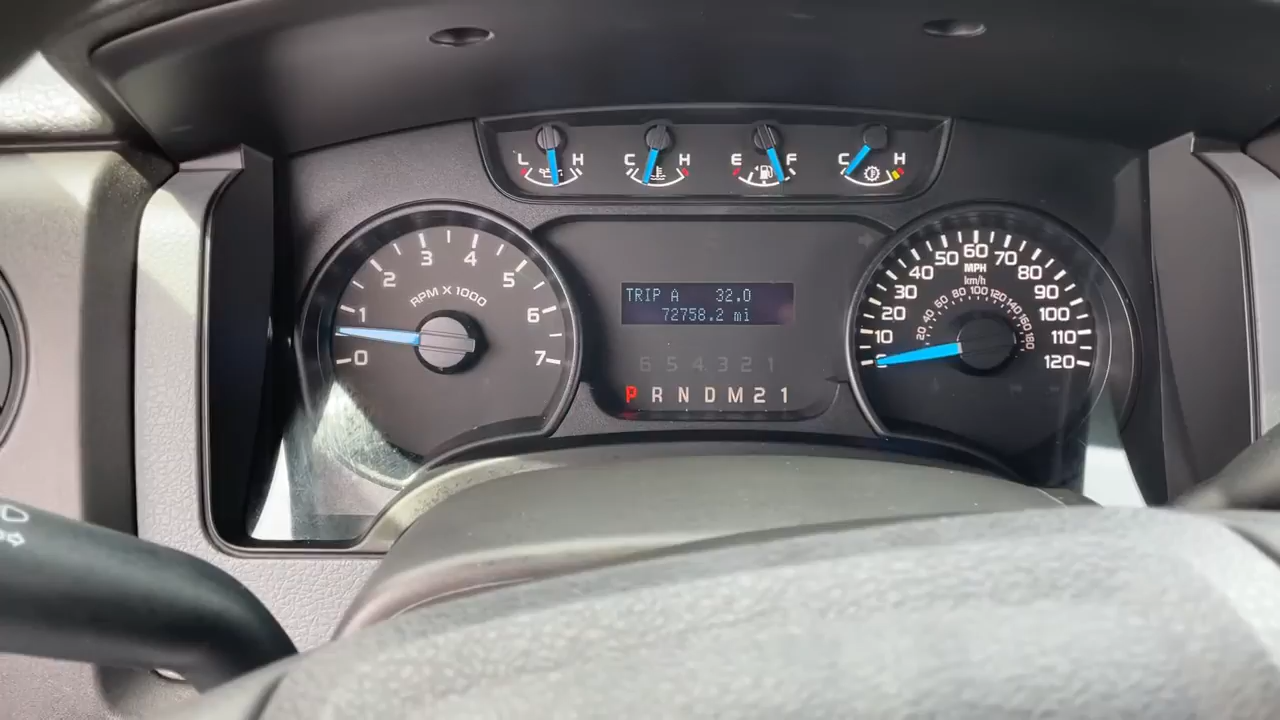 L H C H E F C H
0 1 2 3 4 5 6 7
RPM X 1000
TRIP A 32.0
72758.2 mi
6 5 4 3 2 1
P R N D M 2 1
0 10 20 30 40 50 60 70 80 90 100 110 120
MPH
km/h
20 40 60 80 100 120 140 160 180